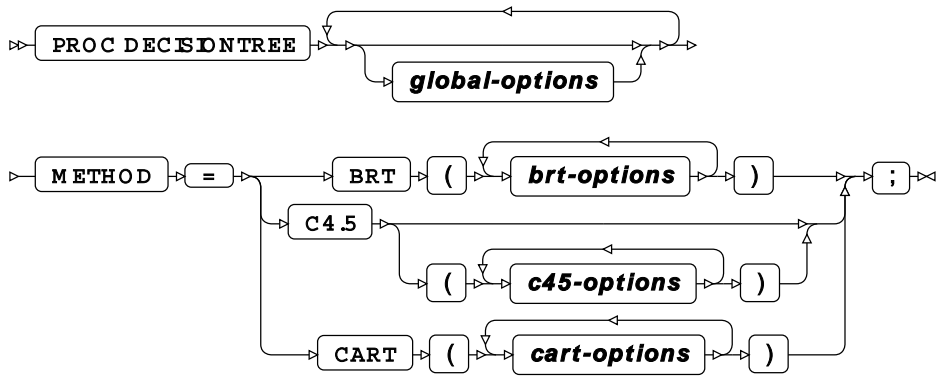 PROC DECISIONTREE
global-options
METHOD = BRT ( brt-options ) ;
C4.5
( c45-options )
CART ( cart-options )